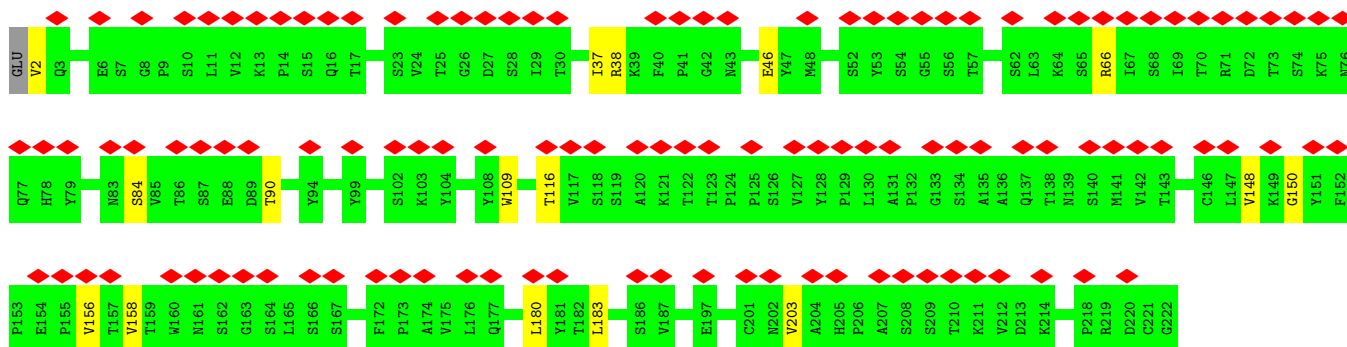 GLU V2 Q3 E6 S7 G8 P9 S10 L11 V12 K13 P14 S15 Q16 T17 S23 V24 T25 G26 D27 S28 I29 T30 I37 R38 K39 F40 P41 G42 N43 E46 Y47 M48 S52 Y53 S54 G55 S56 T57 S62 L63 K64 S65 R66 I67 S68 I69 T70 R71 D72 T73 S74 K75 N76
Q77 H78 Y79 N83 S84 V85 T86 S87 E88 D89 T90 Y94 Y99 S102 K103 Y104 Y108 W109 T116 V117 S118 S119 A120 K121 T122 T123 P124 P125 S126 V127 Y128 P129 L130 A131 P132 G133 S134 A135 A136 Q137 T138 N139 S140 M141 V142 T143 C146 L147 V148 K149 G150 Y151 F152
P153 E154 P155 V156 T157 V158 T159 W160 N161 S162 G163 S164 L165 S166 S167 F172 P173 A174 V175 L176 Q177 L180 Y181 T182 L183 S186 V187 E197 C201 N202 V203 A204 H205 P206 A207 S208 S209 T210 K211 V212 D213 K214 P218 R219 D220 C221 G222